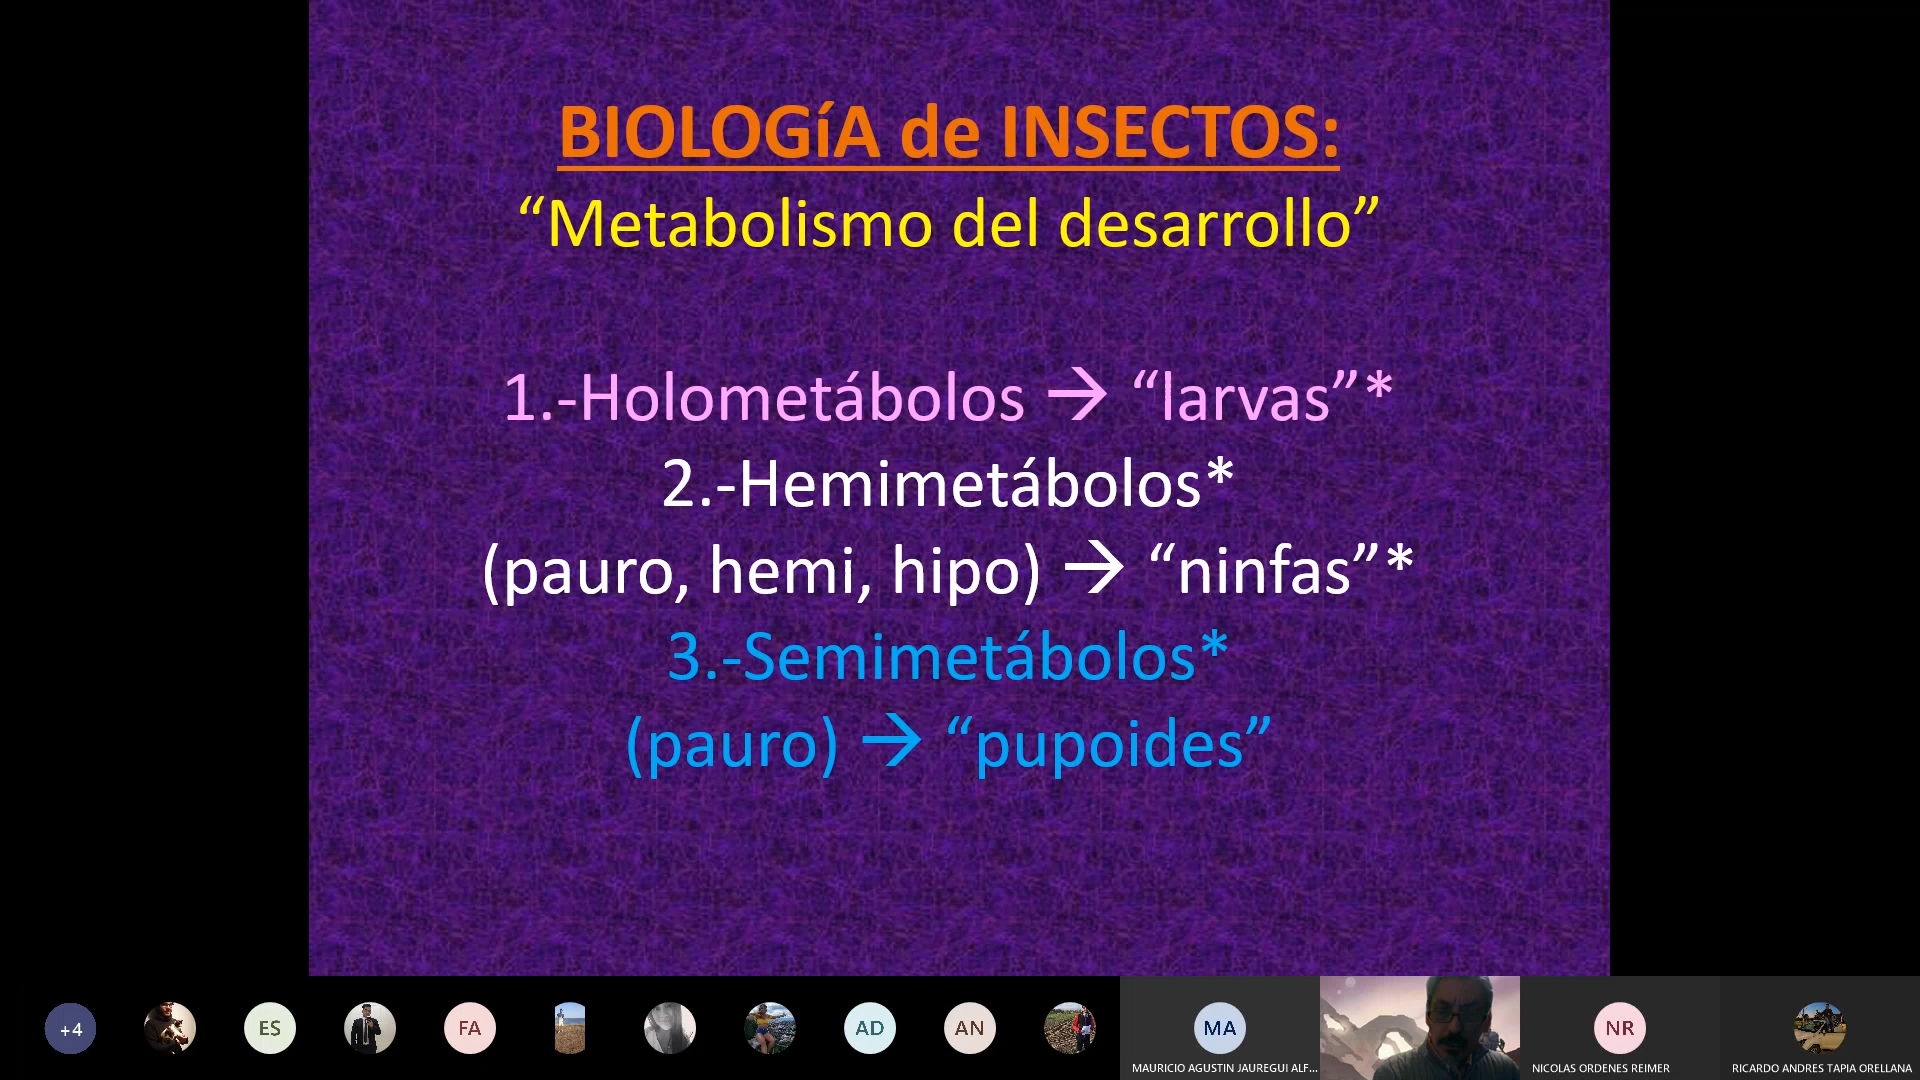 BIOLOGíA de INSECTOS:
“Metabolismo del desarrollo”
1.-Holometábolos → “larvas”*
2.-Hemimetábolos*
(pauro, hemi, hipo) → “ninfas”*
3.-Semimetábolos*
(pauro) → “pupoides”
+4
ES
FA
AD
AN
MA
NR
MAURICIO AGUSTIN JAUREGUI ALF...
NICOLAS ORDENES REIMER
RICARDO ANDRES TAPIA ORELLANA